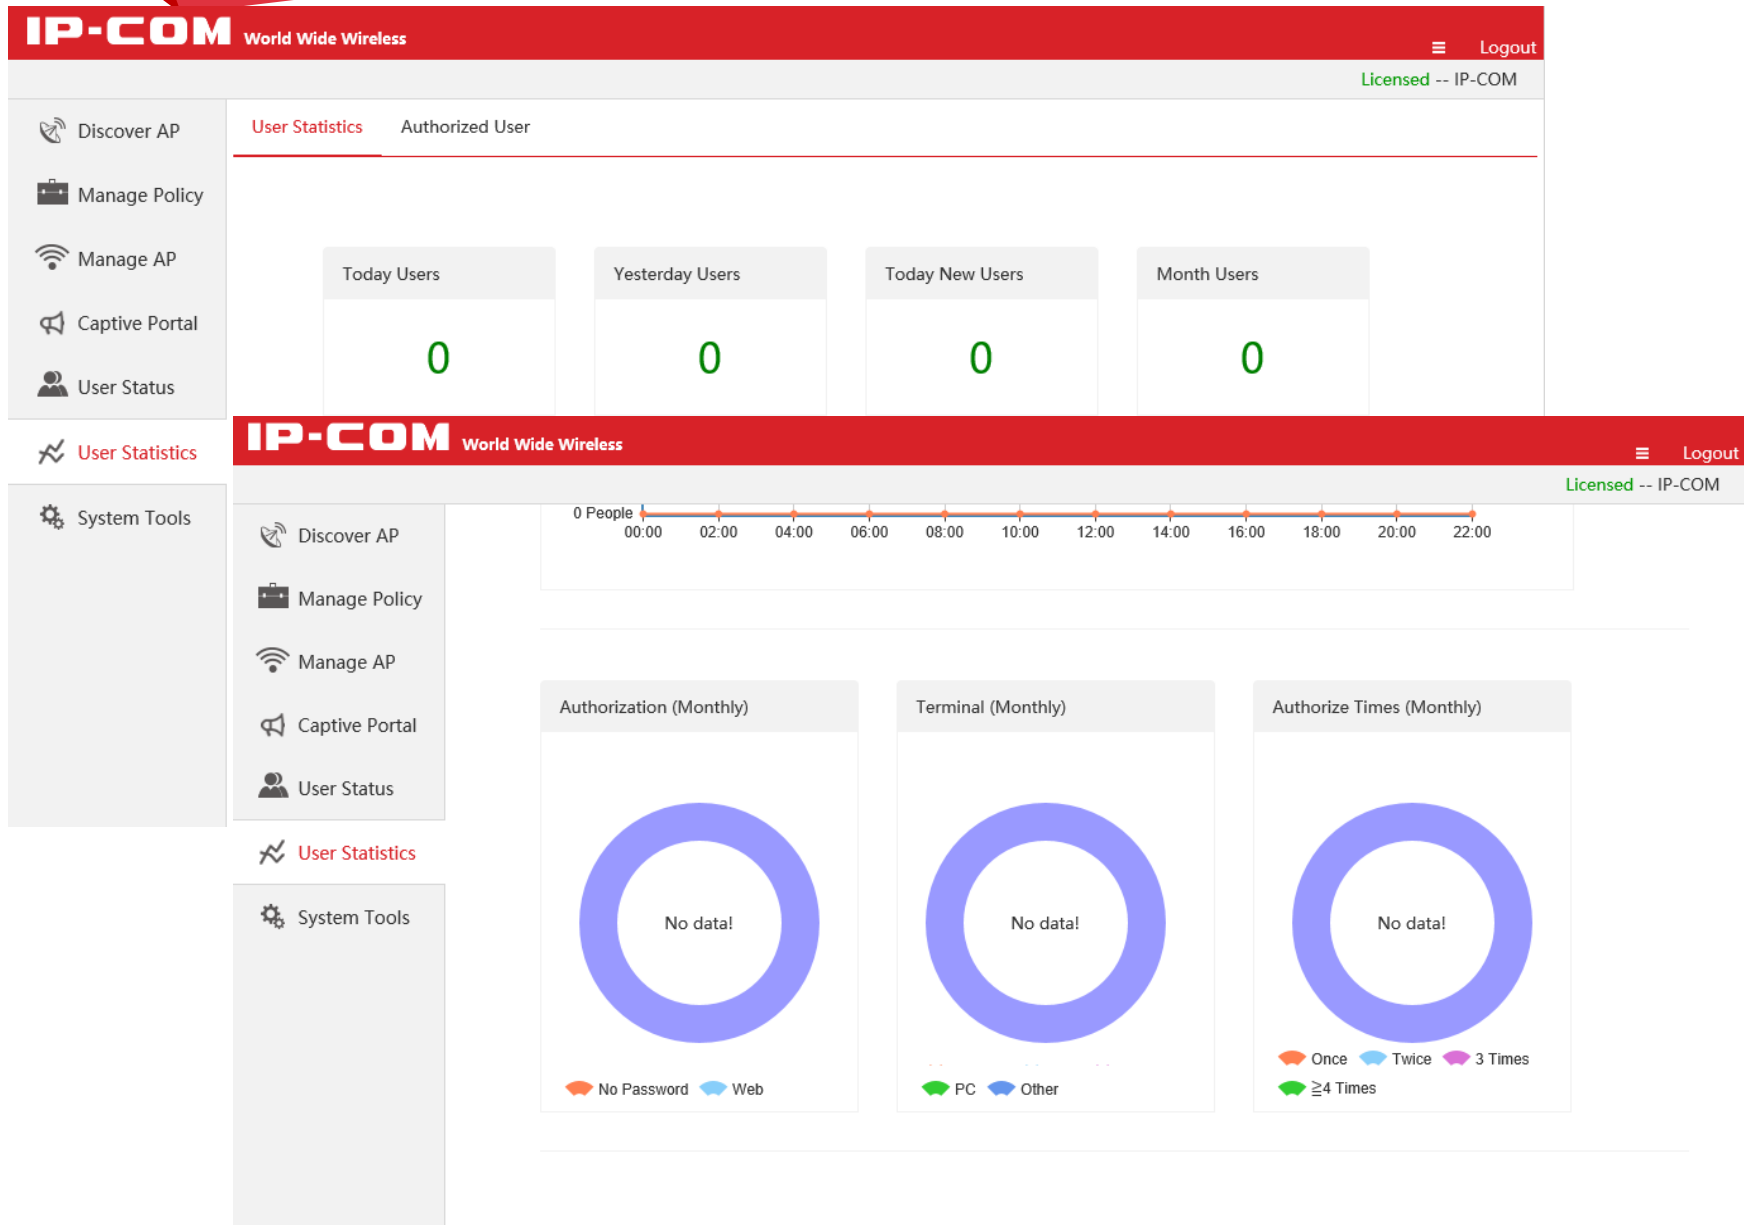 IP-COM World Wide Wireless
Logout
Licensed -- IP-COM
Discover AP
Manage Policy
Manage AP
Captive Portal
User Status
User Statistics
System Tools
User Statistics Authorized User
Today Users Yesterday Users Today New Users Month Users
0 0 0 0
IP-COM World Wide Wireless
Logout
Licensed -- IP-COM
Discover AP
Manage Policy
Manage AP
Captive Portal
User Status
User Statistics
System Tools
0 People
00:00 02:00 04:00 06:00 08:00 10:00 12:00 14:00 16:00 18:00 20:00 22:00
Authorization (Monthly)
No data!
No Password Web
Terminal (Monthly)
No data!
PC Other
Authorize Times (Monthly)
No data!
Once Twice 3 Times
≧4 Times